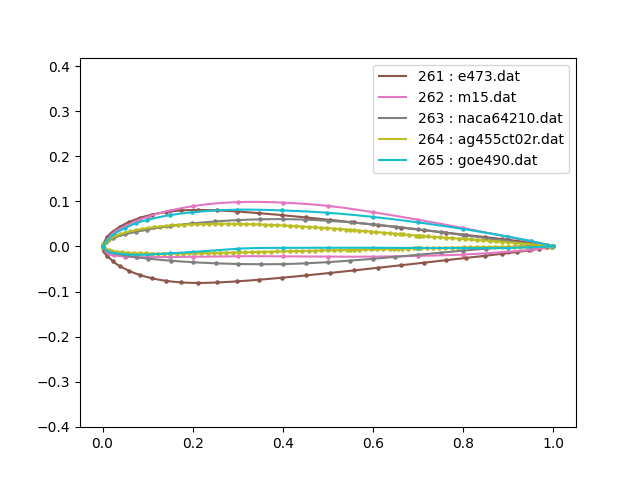 0.4
0.3
0.2
0.1
0.0
−0.1
−0.2
−0.3
−0.4
0.0 0.2 0.4 0.6 0.8 1.0
261 : e473.dat
262 : m15.dat
263 : naca64210.dat
264 : ag455ct02r.dat
265 : goe490.dat